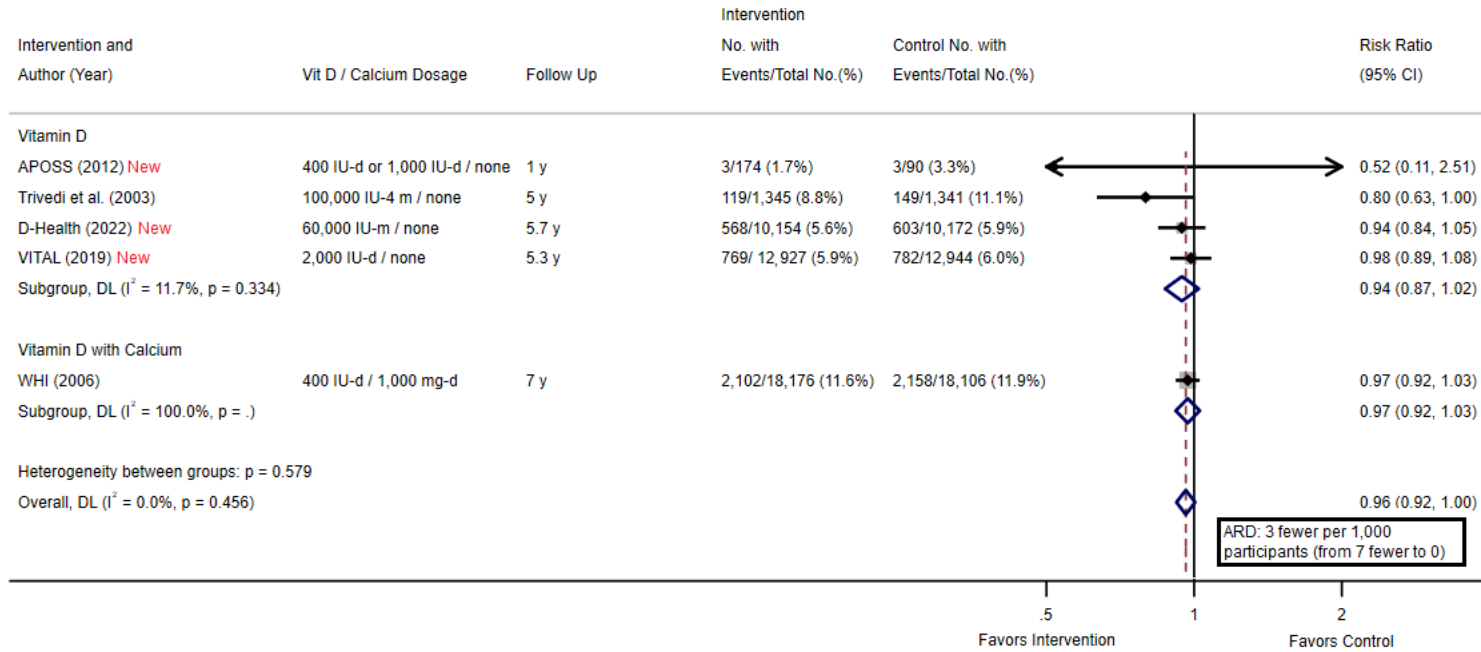 Intervention
Intervention and No. with Control No. with Risk Ratio
Author (Year) Vit D / Calcium Dosage Follow Up Events/Total No.(%) Events/Total No.(%) (95% CI)
Vitamin D
APOSS (2012) New 400 IU-d or 1,000 IU-d / none 1 y 3/174 (1.7%) 3/90 (3.3%) 0.52 (0.11, 2.51)
Trivedi et al. (2003) 100,000 IU-4 m / none 5 y 119/1,345 (8.8%) 149/1,341 (11.1%) 0.80 (0.63, 1.00)
D-Health (2022) New 60,000 IU-m / none 5.7 y 568/10,154 (5.6%) 603/10,172 (5.9%) 0.94 (0.84, 1.05)
VITAL (2019) New 2,000 IU-d / none 5.3 y 769/ 12,927 (5.9%) 782/12,944 (6.0%) 0.98 (0.89, 1.08)
Subgroup, DL (I² = 11.7%, p = 0.334) 0.94 (0.87, 1.02)
Vitamin D with Calcium
WHI (2006) 400 IU-d / 1,000 mg-d 7 y 2,102/18,176 (11.6%) 2,158/18,106 (11.9%) 0.97 (0.92, 1.03)
Subgroup, DL (I² = 100.0%, p = .) 0.97 (0.92, 1.03)
Heterogeneity between groups: p = 0.579
Overall, DL (I² = 0.0%, p = 0.456) 0.96 (0.92, 1.00)
ARD: 3 fewer per 1,000
participants (from 7 fewer to 0)
.5 1 2
Favors Intervention Favors Control